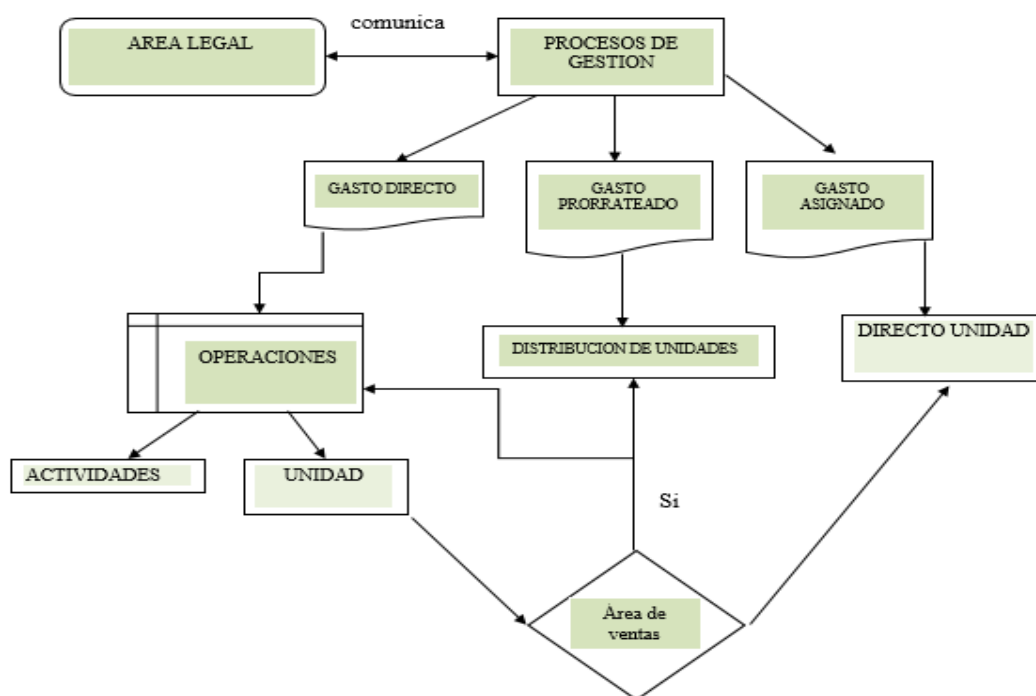 comunica
AREA LEGAL
PROCESOS DE
GESTION
GASTO DIRECTO
GASTO
PRORRATEADO
GASTO
ASIGNADO
OPERACIONES
DISTRIBUCION DE UNIDADES
DIRECTO UNIDAD
ACTIVIDADES
UNIDAD
Si
Área de
ventas